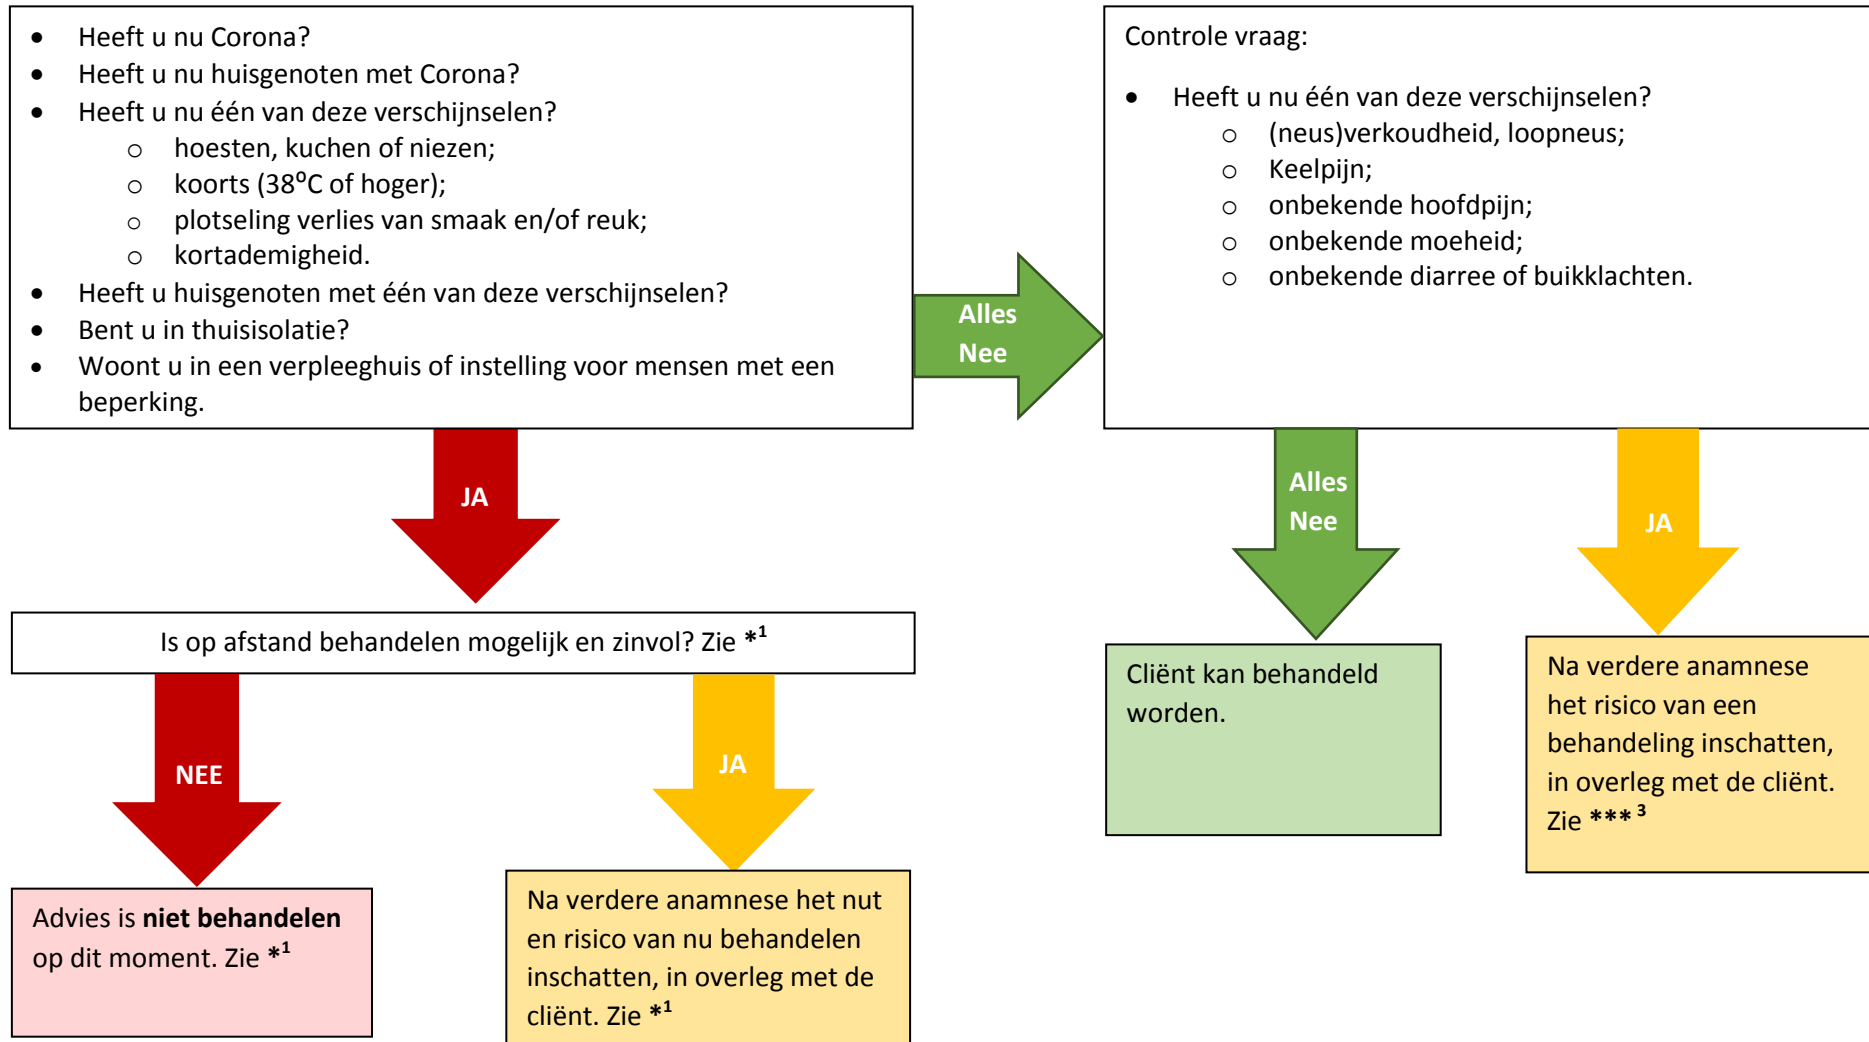 • Heeft u nu Corona?
• Heeft u nu huisgenoten met Corona?
• Heeft u nu één van deze verschijnselen?
o hoesten, kuchen of niezen;
o koorts (38⁰C of hoger);
o plotseling verlies van smaak en/of reuk;
o kortademigheid.
• Heeft u huisgenoten met één van deze verschijnselen?
• Bent u in thuisisolatie?
• Woont u in een verpleeghuis of instelling voor mensen met een
beperking.
Alles
Nee
Controle vraag:
• Heeft u nu één van deze verschijnselen?
o (neus)verkoudheid, loopneus;
o Keelpijn;
o onbekende hoofdpijn;
o onbekende moeheid;
o onbekende diarree of buikklachten.
JA
Alles
Nee
JA
Is op afstand behandelen mogelijk en zinvol? Zie *¹
NEE
JA
Cliënt kan behandeld
worden.
Na verdere anamnese
het risico van een
behandeling inschatten,
in overleg met de cliënt.
Zie *** ³
Advies is niet behandelen
op dit moment. Zie *¹
Na verdere anamnese het nut
en risico van nu behandelen
inschatten, in overleg met de
cliënt. Zie *¹